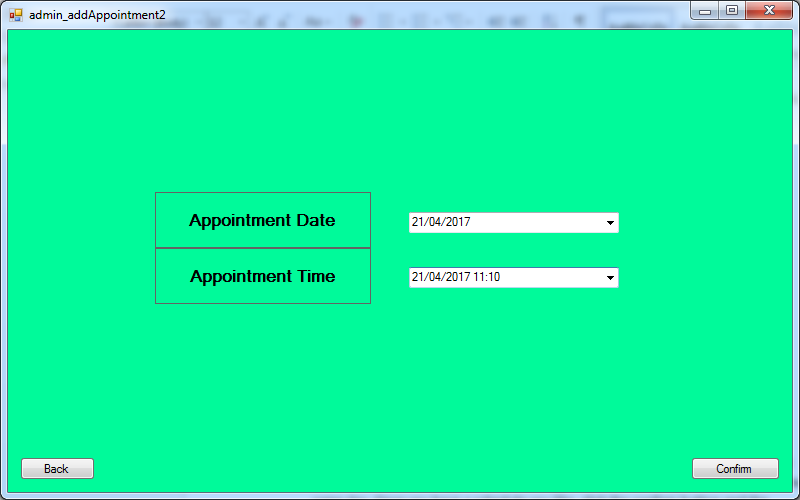 admin_addAppointment2
Appointment Date
21/04/2017
Appointment Time
21/04/2017 11:10
Back
Confirm